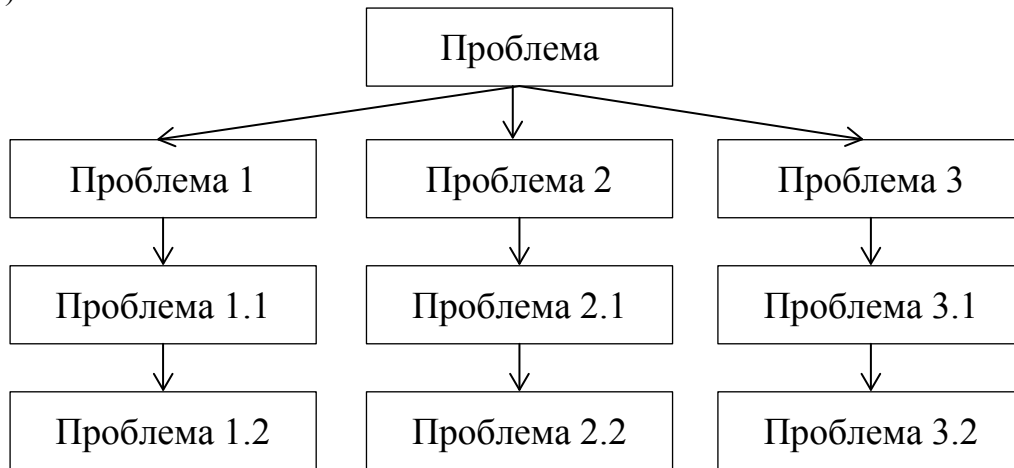 )
Проблема
Проблема 1
Проблема 2
Проблема 3
Проблема 1.1
Проблема 2.1
Проблема 3.1
Проблема 1.2
Проблема 2.2
Проблема 3.2